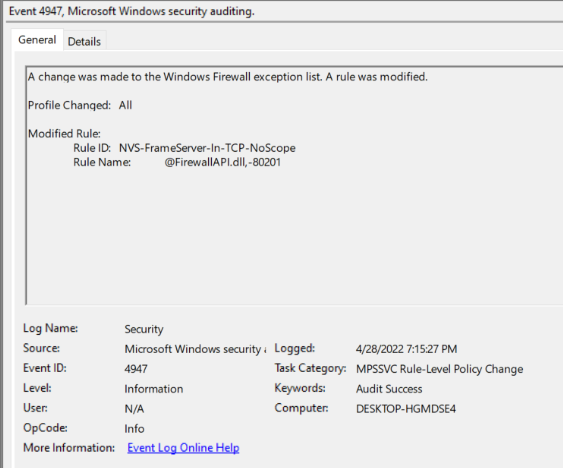 Event 4947, Microsoft Windows security auditing.
General Details
A change was made to the Windows Firewall exception list. A rule was modified.
Profile Changed: All
Modified Rule:
Rule ID: NVS-FrameServer-In-TCP-NoScope
Rule Name: @FirewallAPI.dll,-80201
Log Name: Security
Source: Microsoft Windows security Logged: 4/28/2022 7:15:27 PM
Event ID: 4947 Task Category: MPSSVC Rule-Level Policy Change
Level: Information Keywords: Audit Success
User: N/A Computer: DESKTOP-HGMDSE4
OpCode: Info
More Information: Event Log Online Help